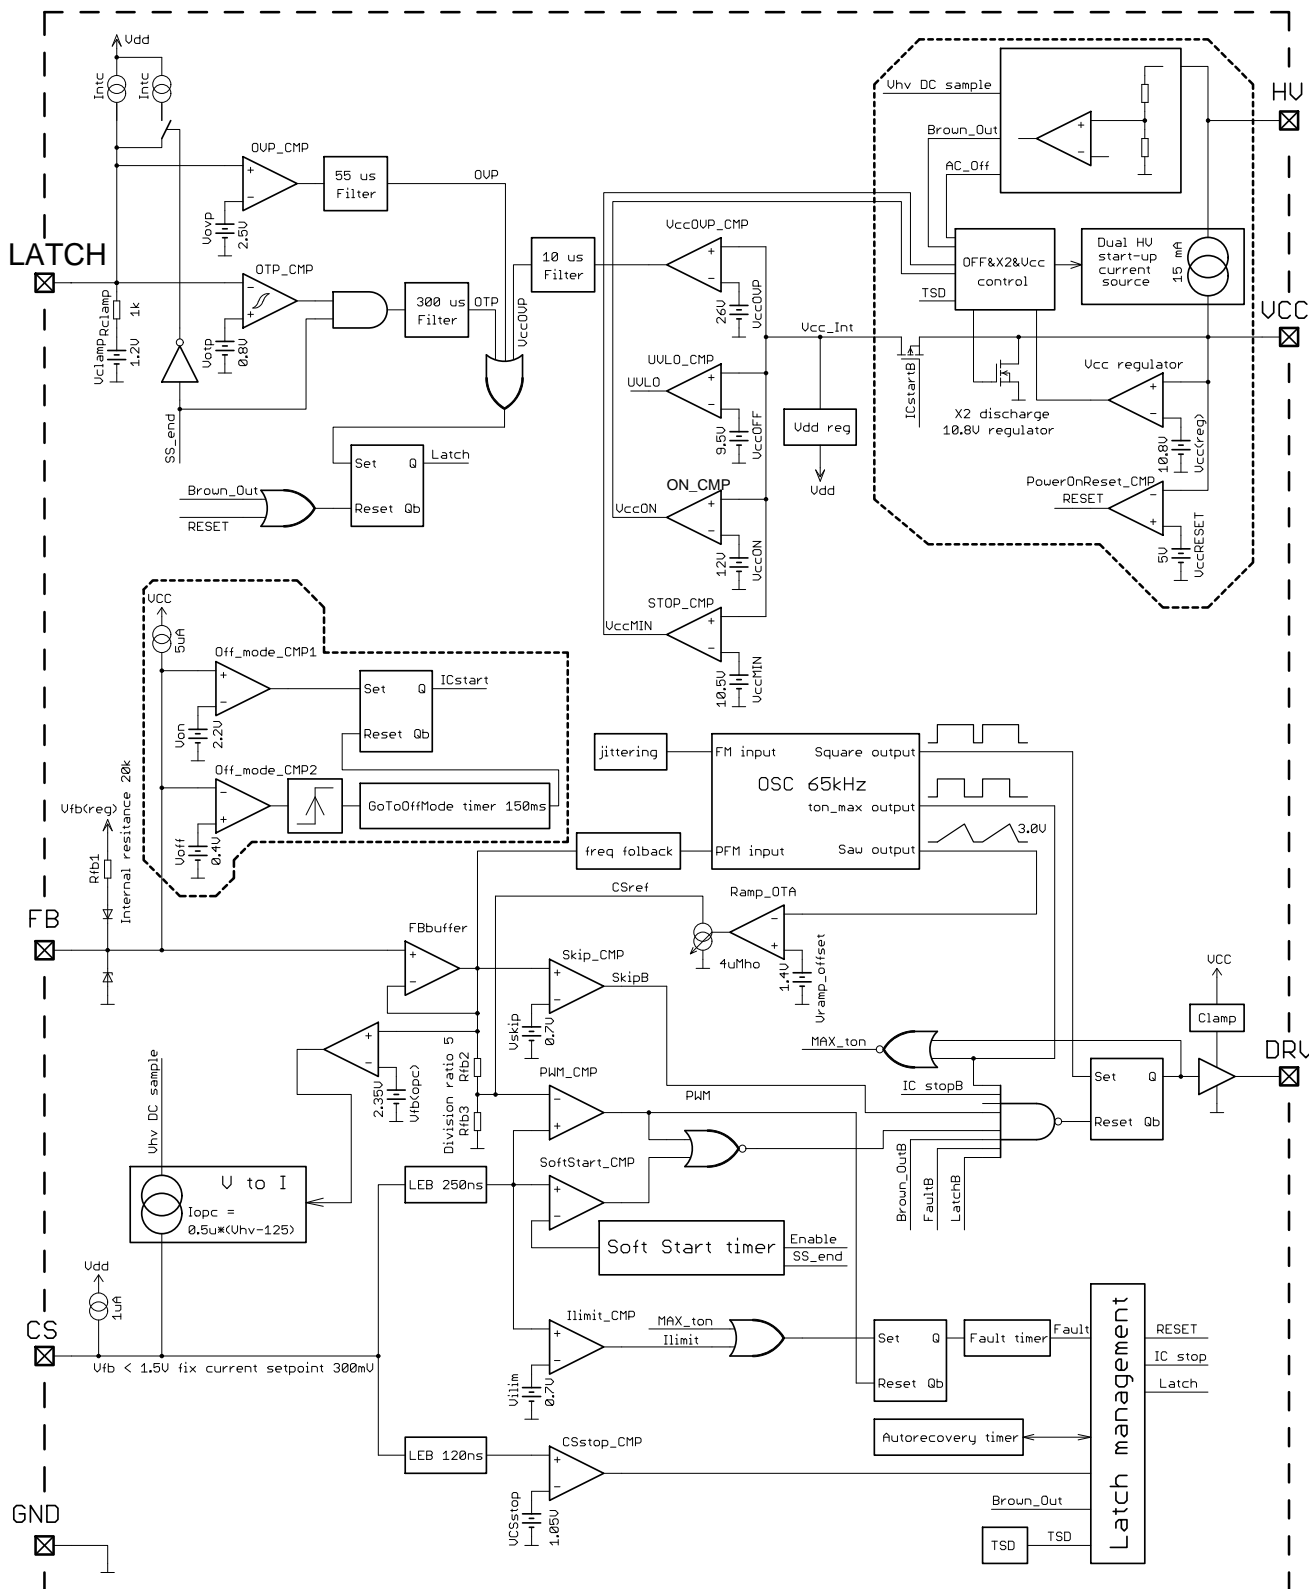 Vdd
Intc
Intc
OVP_CMP
55 us
Filter
OVP
Vovp
2.5V
LATCH
OTP_CMP
Rclamp
1k
300 us
Filter
OTP
Votp
0.8V
Vclamp
1.2V
SS_end
Set
Q
Latch
Reset
Qb
Brown_Out
RESET
10 us
Filter
VccOVP
VccOVP_CMP
26V
VccOVP
UVLO_CMP
UVLO
9.5V
VccOFF
ON_CMP
VccON
12V
VccON
STOP_CMP
VccMIN
10.5V
VccMIN
Vcc_Int
Vdd reg
Vdd
ICstartB
Vhv DC sample
Brown_Out
AC_Off
HV
OFF&X2&Vcc
control
TSD
Dual HV
start-up
current
source
15 mA
VCC
X2 discharge
10.8V regulator
Vcc regulator
10.8V
Vcc(reg)
PowerOnReset_CMP
RESET
5V
VccRESET
VCC
5uA
Off_mode_CMP1
Von
2.2V
Set
Q
ICstart
Reset
Qb
Off_mode_CMP2
Voff
0.4V
GoToOffMode timer 150ms
Vfb(reg)
Rfb1
Internal resitance 20k
FB
jittering
FM input
Square output
OSC 65kHz
ton_max output
PFM input
Saw output
3.0V
freq folback
CSref
Ramp_OTA
4uMho
1.4V
Vramp_offset
FBbuffer
Skip_CMP
SkipB
Vskip
0.7V
Division ratio 5
Rfb2
Rfb3
2.35V
Vfb(opc)
PWM_CMP
PWM
MAX_ton
IC stopB
Brown_OutB
FaultB
LatchB
Set
Q
Reset
Qb
VCC
Clamp
DRV
Vhv DC sample
V to I
Iopc =
0.5u*(Vhv-125)
LEB 250ns
SoftStart_CMP
Soft Start timer
Enable
SS_end
Vdd
1uA
CS
Vfb < 1.5V fix current setpoint 300mV
Ilimit_CMP
Vilim
0.7V
MAX_ton
Ilimit
Set
Q
Reset
Qb
Fault timer
Fault
Latch management
RESET
IC stop
Latch
Autorecovery timer
LEB 120ns
CSstop_CMP
VCSstop
1.05V
Brown_Out
TSD
TSD
GND